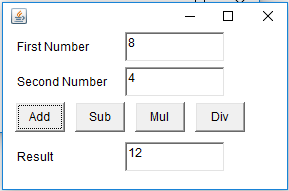 First Number 8
Second Number 4
Add Sub Mul Div
Result 12